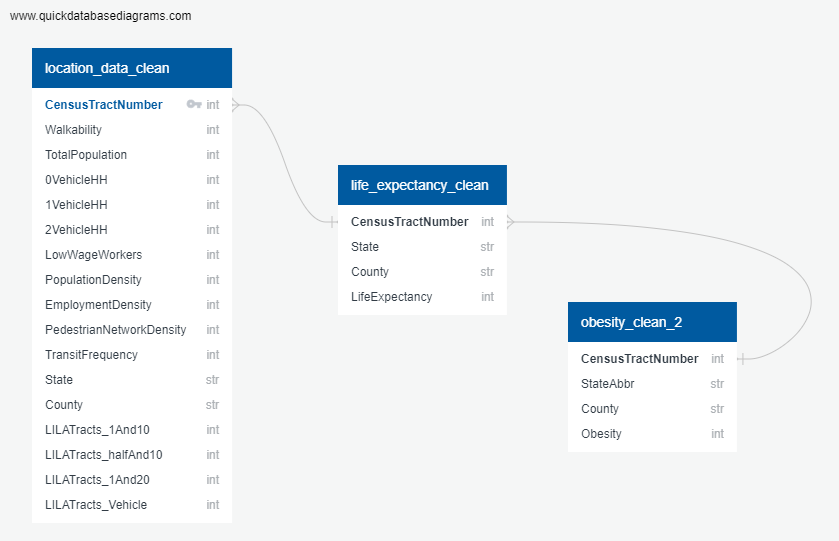 www.quickdatabasediagrams.com
location_data_clean
CensusTractNumber int
Walkability int
TotalPopulation int
0VehicleHH int
1VehicleHH int
2VehicleHH int
LowWageWorkers int
PopulationDensity int
EmploymentDensity int
PedestrianNetworkDensity int
TransitFrequency int
State str
County str
LILATracts_1And10 int
LILATracts_halfAnd10 int
LILATracts_1And20 int
LILATracts_Vehicle int
life_expectancy_clean
CensusTractNumber int
State str
County str
LifeExpectancy int
obesity_clean_2
CensusTractNumber int
StateAbbr str
County str
Obesity int